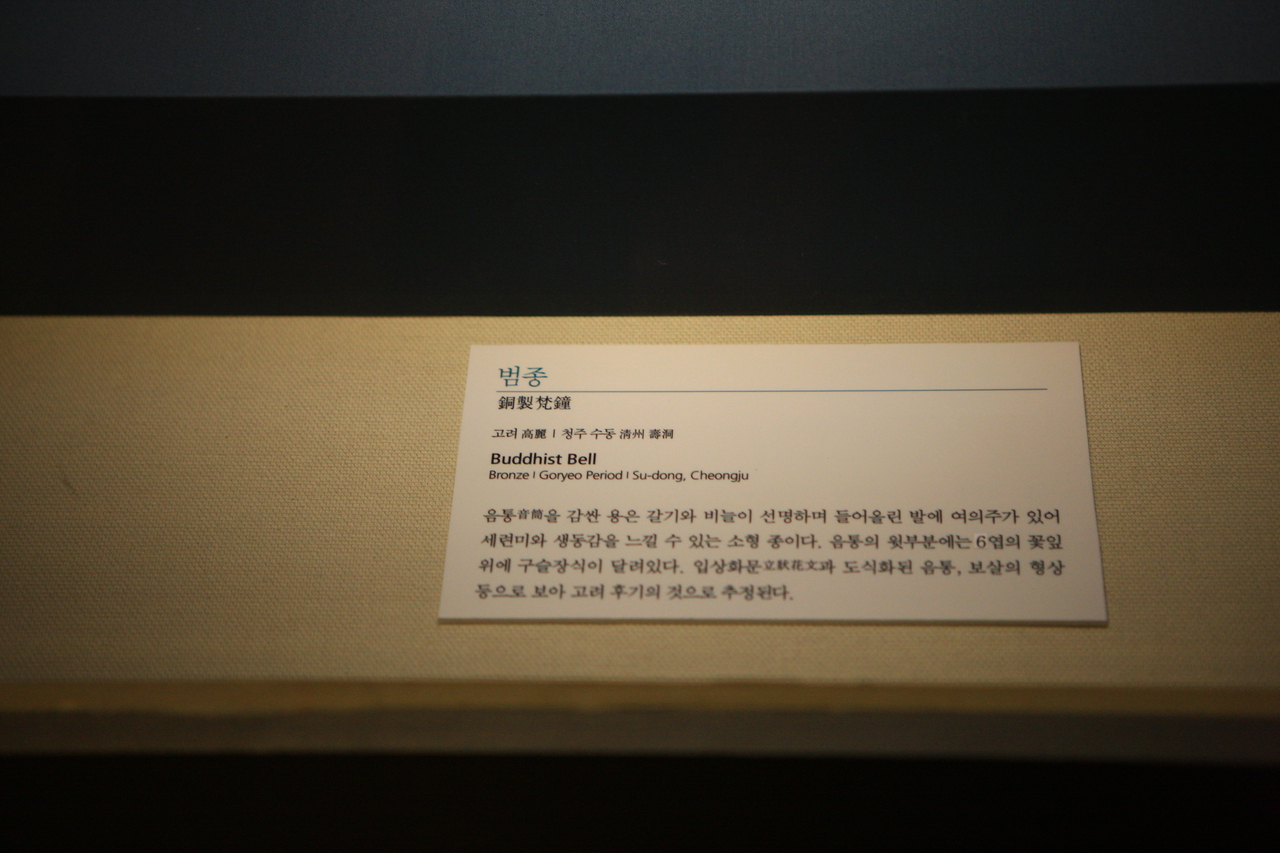 범종
銅製梵鐘
고려 高麗 | 청주 수동 淸州 壽洞
Buddhist Bell
Bronze | Goryeo Period | Su-dong, Cheongju
음통音筒을 감싼 용은 갈기와 비늘이 선명하며 들어올린 발에 여의주가 있어
세련미와 생동감을 느낄 수 있는 소형 종이다. 음통의 윗부분에는 6엽의 꽃잎
위에 구슬장식이 달려있다. 입상화문立狀花文과 도식화된 음통, 보살의 형상
등으로 보아 고려 후기의 것으로 추정된다.